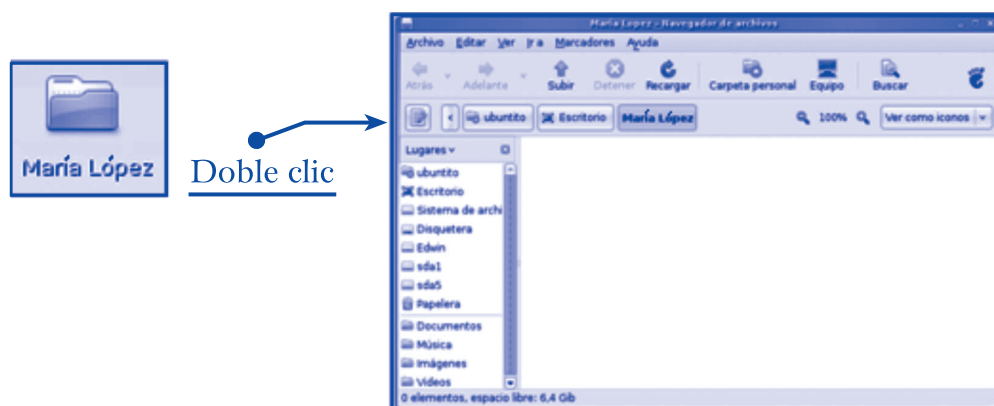 María López
Doble clic
María López - Navegador de archivos
Archivo Editar Ver Ir a Marcadores Ayuda
Atrás Adelante Subir Detener Recargar Carpeta personal Equipo Buscar
ubuntito Escritorio María López 100% Ver como iconos
Lugares
ubuntito
Escritorio
Sistema de archi
Disquetera
Edwin
sda1
sda5
Papelera
Documentos
Música
Imágenes
Videos
0 elementos, espacio libre: 6,4 Gib